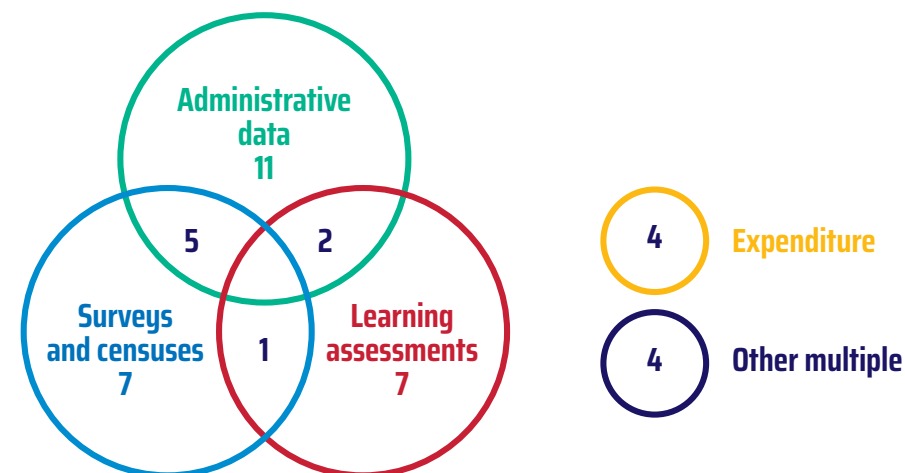 Administrative
data
11
5
2
Surveys
and censuses
7
1
Learning
assessments
7
4
Expenditure
4
Other multiple